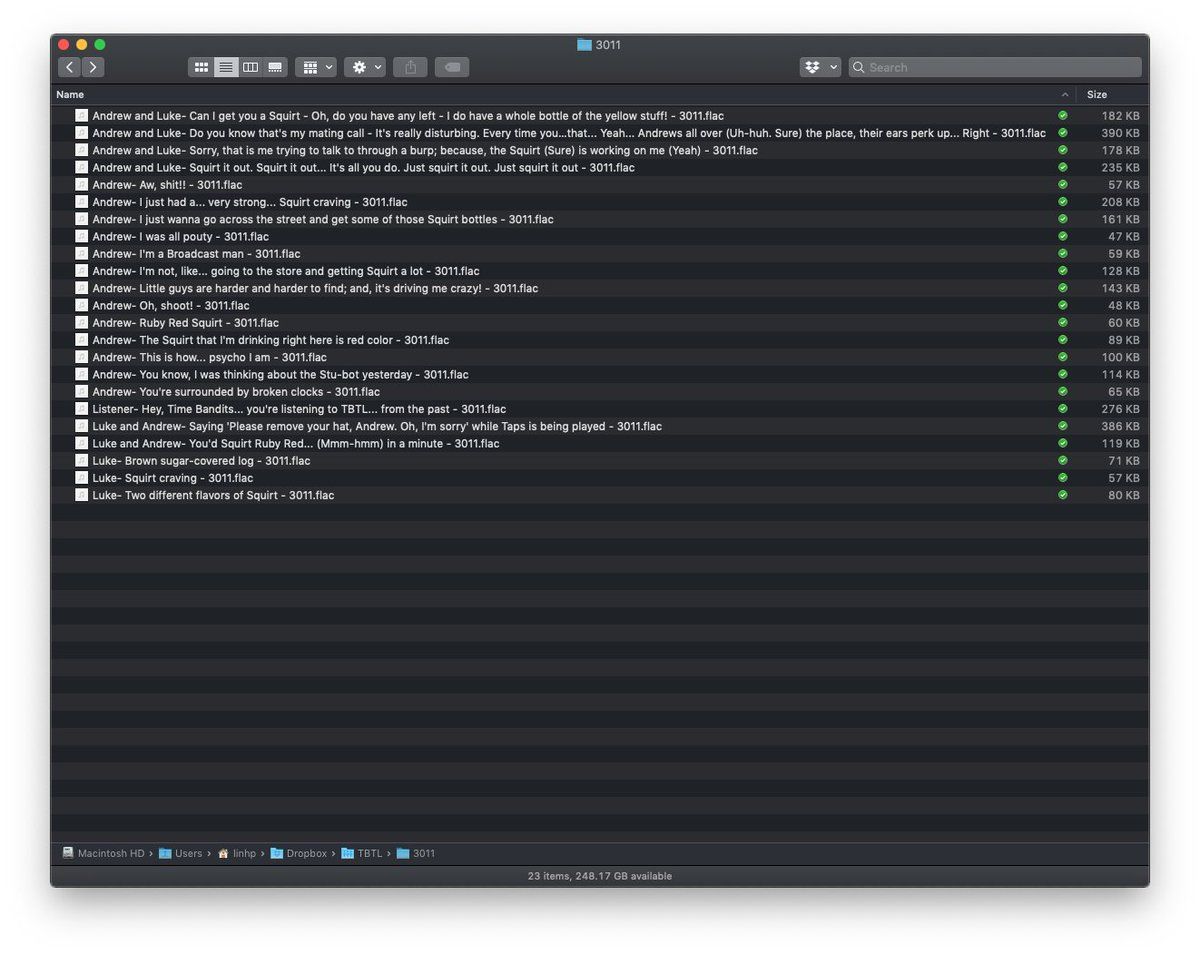 3011
Search
Name Size
Andrew and Luke- Can I get you a Squirt - Oh, do you have any left - I do have a whole bottle of the yellow stuff! - 3011.flac 182 KB
Andrew and Luke- Do you know that's my mating call - It's really disturbing. Every time you...that... Yeah... Andrews all over (Uh-huh. Sure) the place, their ears perk up... Right - 3011.flac 390 KB
Andrew and Luke- Sorry, that is me trying to talk to through a burp; because, the Squirt (Sure) is working on me (Yeah) - 3011.flac 178 KB
Andrew and Luke- Squirt it out. Squirt it out... It's all you do. Just squirt it out. Just squirt it out - 3011.flac 235 KB
Andrew- Aw, shit!! - 3011.flac 57 KB
Andrew- I just had a... very strong... Squirt craving - 3011.flac 208 KB
Andrew- I just wanna go across the street and get some of those Squirt bottles - 3011.flac 161 KB
Andrew- I was all pouty - 3011.flac 47 KB
Andrew- I'm a Broadcast man - 3011.flac 59 KB
Andrew- I'm not, like... going to the store and getting Squirt a lot - 3011.flac 128 KB
Andrew- Little guys are harder and harder to find; and, it's driving me crazy! - 3011.flac 143 KB
Andrew- Oh, shoot! - 3011.flac 48 KB
Andrew- Ruby Red Squirt - 3011.flac 60 KB
Andrew- The Squirt that I'm drinking right here is red color - 3011.flac 89 KB
Andrew- This is how... psycho I am - 3011.flac 100 KB
Andrew- You know, I was thinking about the Stu-bot yesterday - 3011.flac 114 KB
Andrew- You're surrounded by broken clocks - 3011.flac 65 KB
Listener- Hey, Time Bandits... you're listening to TBTL... from the past - 3011.flac 276 KB
Luke and Andrew- Saying 'Please remove your hat, Andrew. Oh, I'm sorry' while Taps is being played - 3011.flac 386 KB
Luke and Andrew- You'd Squirt Ruby Red... (Mmm-hmm) in a minute - 3011.flac 119 KB
Luke- Brown sugar-covered log - 3011.flac 71 KB
Luke- Squirt craving - 3011.flac 57 KB
Luke- Two different flavors of Squirt - 3011.flac 80 KB
Macintosh HD › Users › linhp › Dropbox › TBTL › 3011
23 items, 248.17 GB available